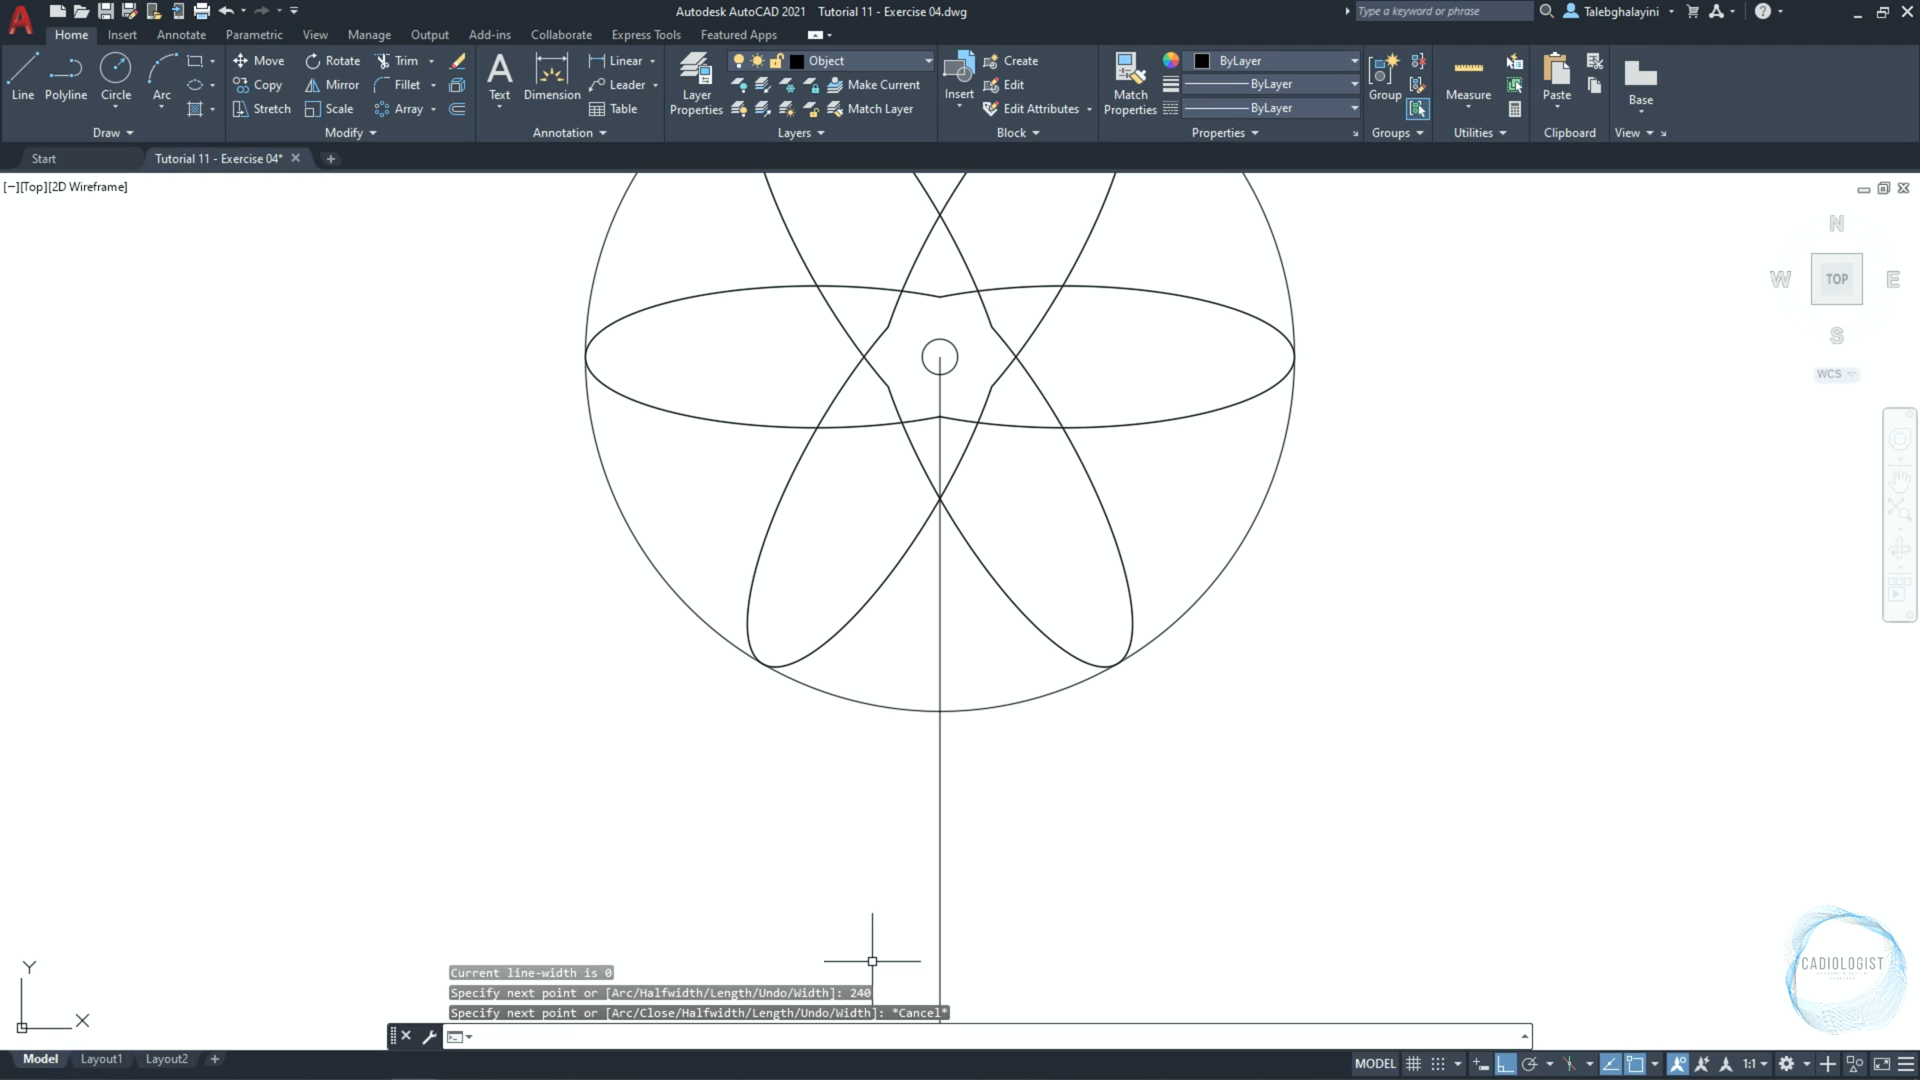 Autodesk AutoCAD 2021 Tutorial 11 - Exercise 04.dwg
Type a keyword or phrase
Talebghalayini
Home Insert Annotate Parametric View Manage Output Add-ins Collaborate Express Tools Featured Apps
Line Polyline Circle Arc
Move Rotate Trim
Copy Mirror Fillet
Stretch Scale Array
Text Dimension
Linear
Leader
Table
Layer
Properties
Object
Make Current
Match Layer
Insert
Create
Edit
Edit Attributes
Match
Properties
ByLayer
ByLayer
ByLayer
Group Measure Paste Base
Draw Modify Annotation Layers Block Properties Groups Utilities Clipboard View
Start Tutorial 11 - Exercise 04*
[−][Top][2D Wireframe]
N
W TOP E
S
WCS
CADIOLOGIST
Y
X
Current line-width is 0
Specify next point or [Arc/Halfwidth/Length/Undo/Width]: 240
Specify next point or [Arc/Close/Halfwidth/Length/Undo/Width]: *Cancel*
Model Layout1 Layout2
MODEL 1:1